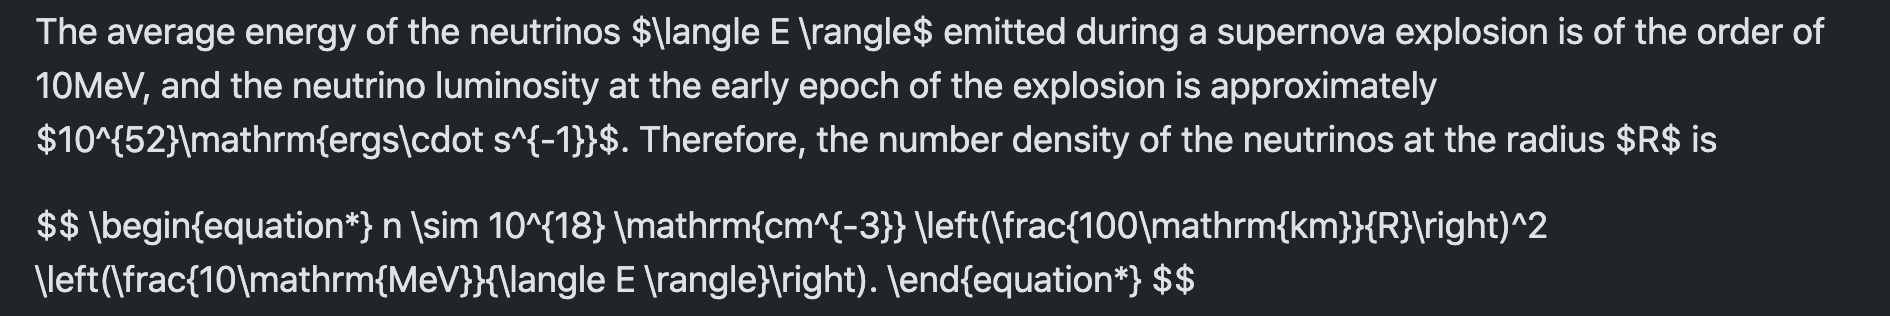 The average energy of the neutrinos $\langle E \rangle$ emitted during a supernova explosion is of the order of
10MeV, and the neutrino luminosity at the early epoch of the explosion is approximately
$10^{52}\mathrm{ergs\cdot s^{-1}}$. Therefore, the number density of the neutrinos at the radius $R$ is
$$ \begin{equation*} n \sim 10^{18} \mathrm{cm^{-3}} \left(\frac{100\mathrm{km}}{R}\right)^2
\left(\frac{10\mathrm{MeV}}{\langle E \rangle}\right). \end{equation*} $$